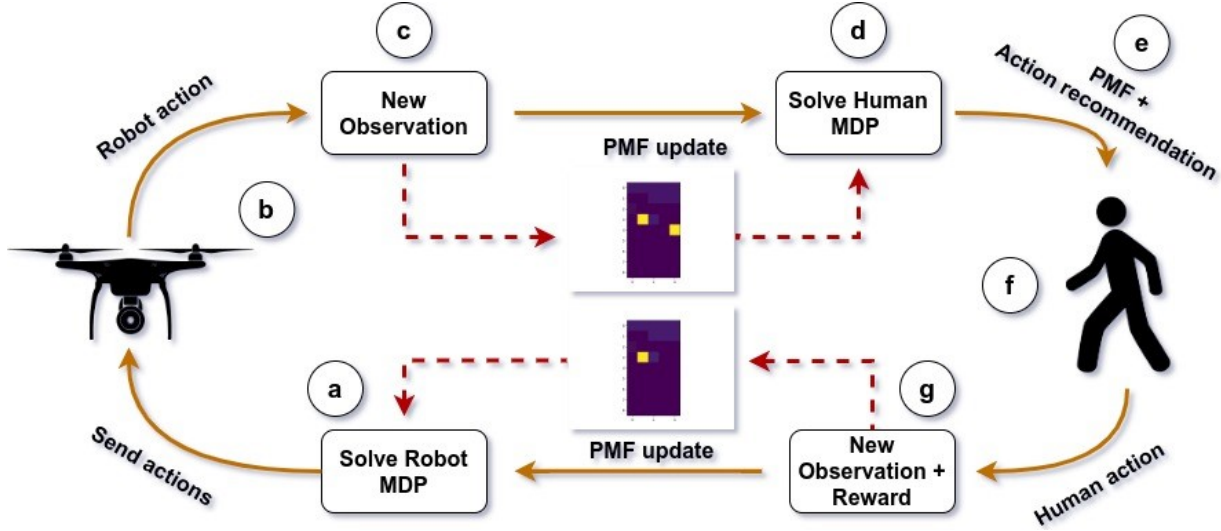 c
d
e
New
Observation
Solve Human
MDP
PMF +
Action recommendation
Robot action
PMF update
b
f
a
g
Solve Robot
MDP
PMF update
New
Observation +
Reward
Send actions
Human action